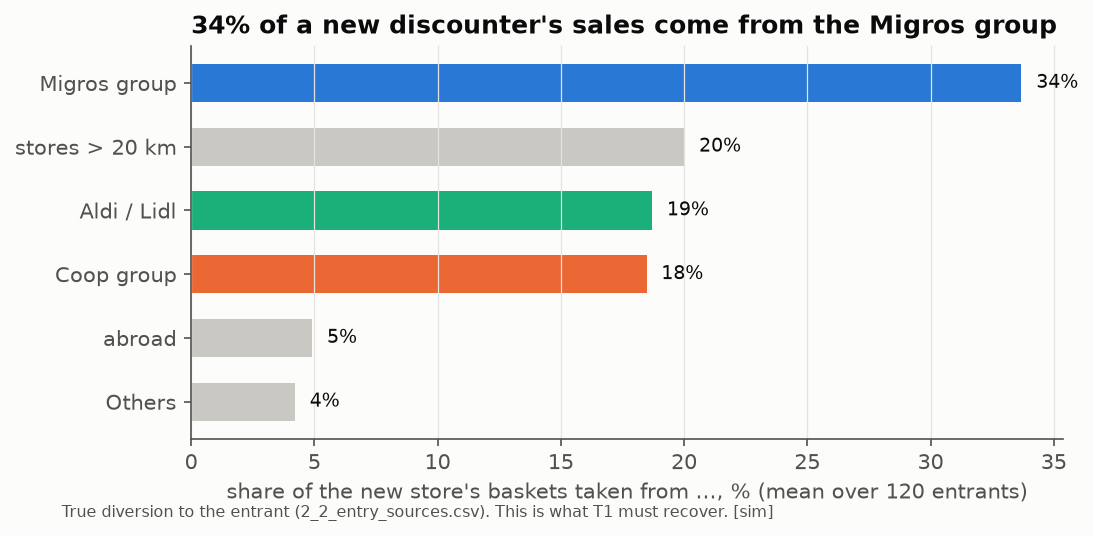 34% of a new discounter's sales come from the Migros group
Migros group 34%
stores > 20 km 20%
Aldi / Lidl 19%
Coop group 18%
abroad 5%
Others 4%
0 5 10 15 20 25 30 35
share of the new store's baskets taken from ..., % (mean over 120 entrants)
True diversion to the entrant (2_2_entry_sources.csv). This is what T1 must recover. [sim]